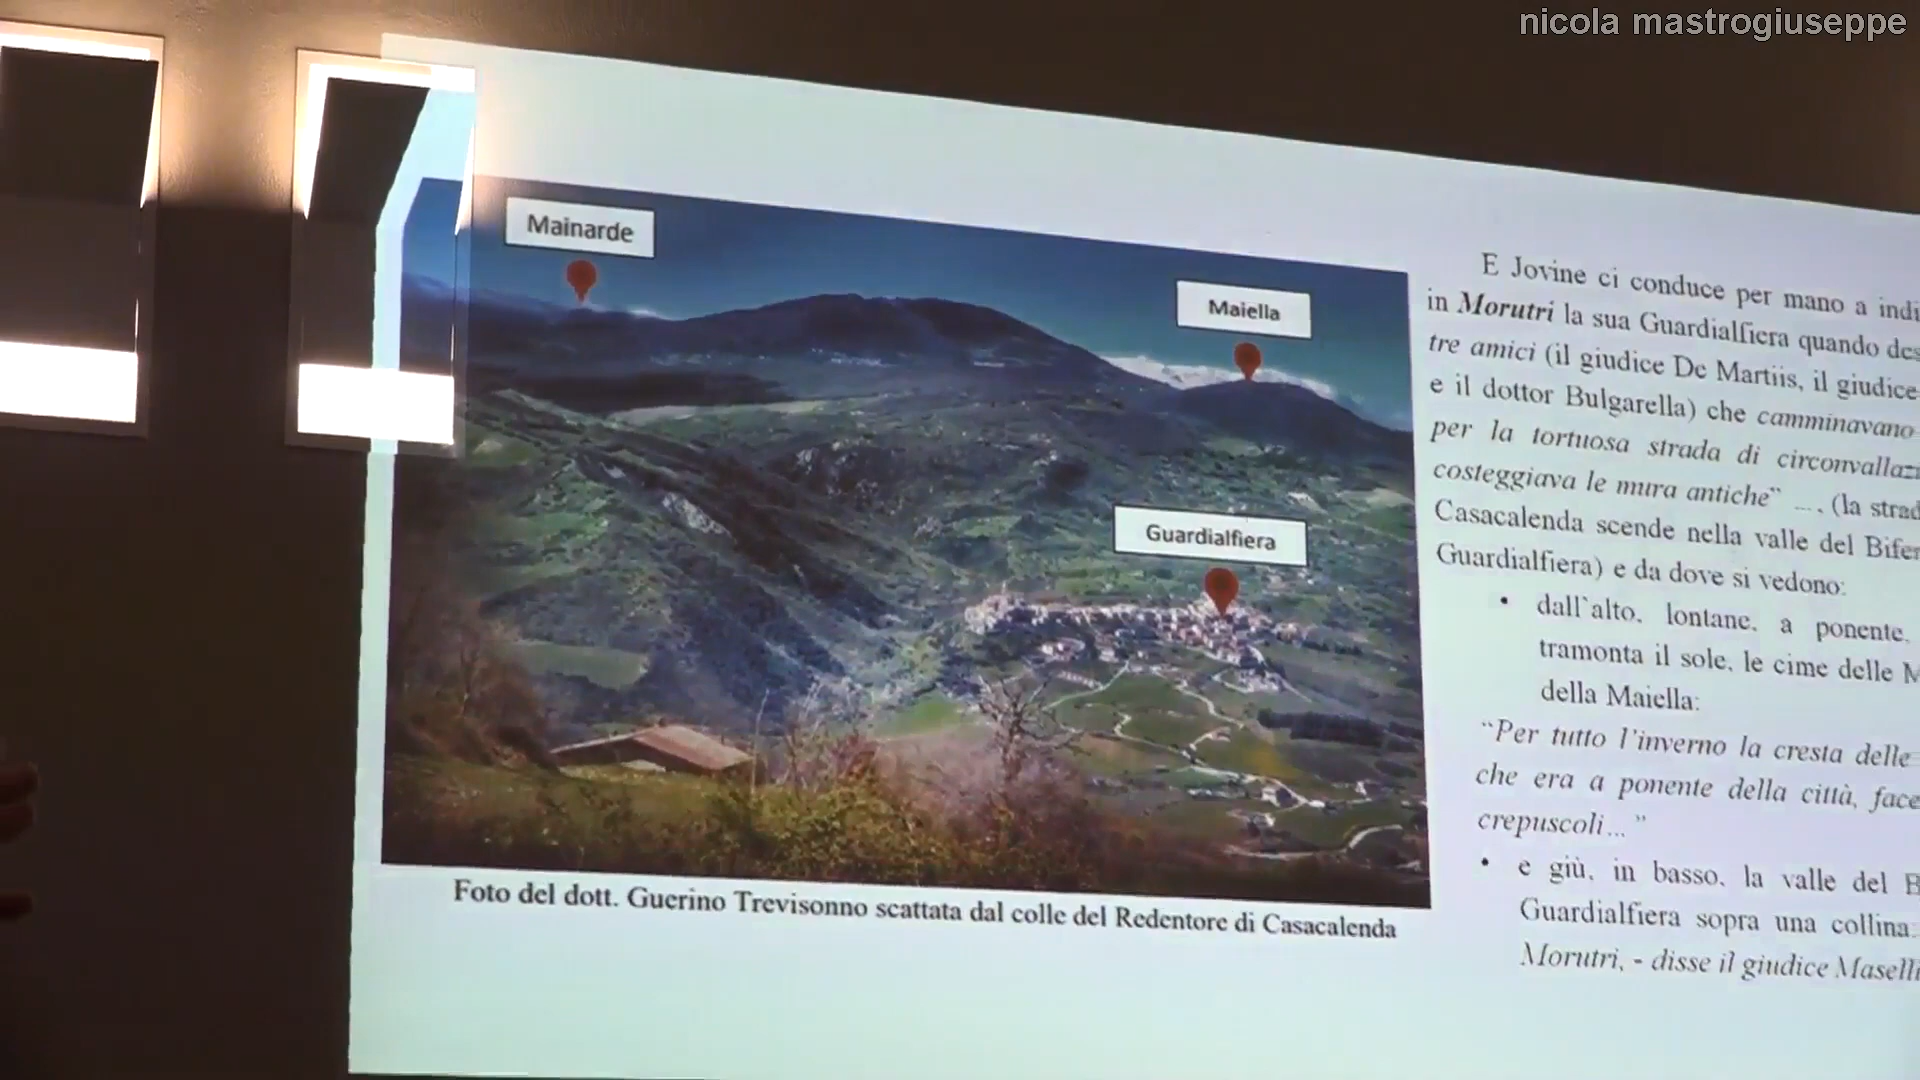 nicola mastrogiuseppe
Mainarde
Maiella
Guardialfiera
Foto del dott. Guerino Trevisonno scattata dal colle del Redentore di Casacalenda
E Jovine ci conduce per mano a
in Morutri la sua Guardialfiera quando
tre amici (il giudice De Martiis, il giudice
e il dottor Bulgarella) che camminavano
per la tortuosa strada di
costeggiava le mura antiche" ..., (la
Casacalenda scende nella valle del
Guardialfiera) e da dove si vedono:
• dall'alto, lontane, a ponente,
tramonta il sole, le cime delle
della Maiella:
"Per tutto l'inverno la cresta delle
che era a ponente della città,
crepuscoli... "
• e giù, in basso, la valle del
Guardialfiera sopra una collina:
Morutri, - disse il giudice